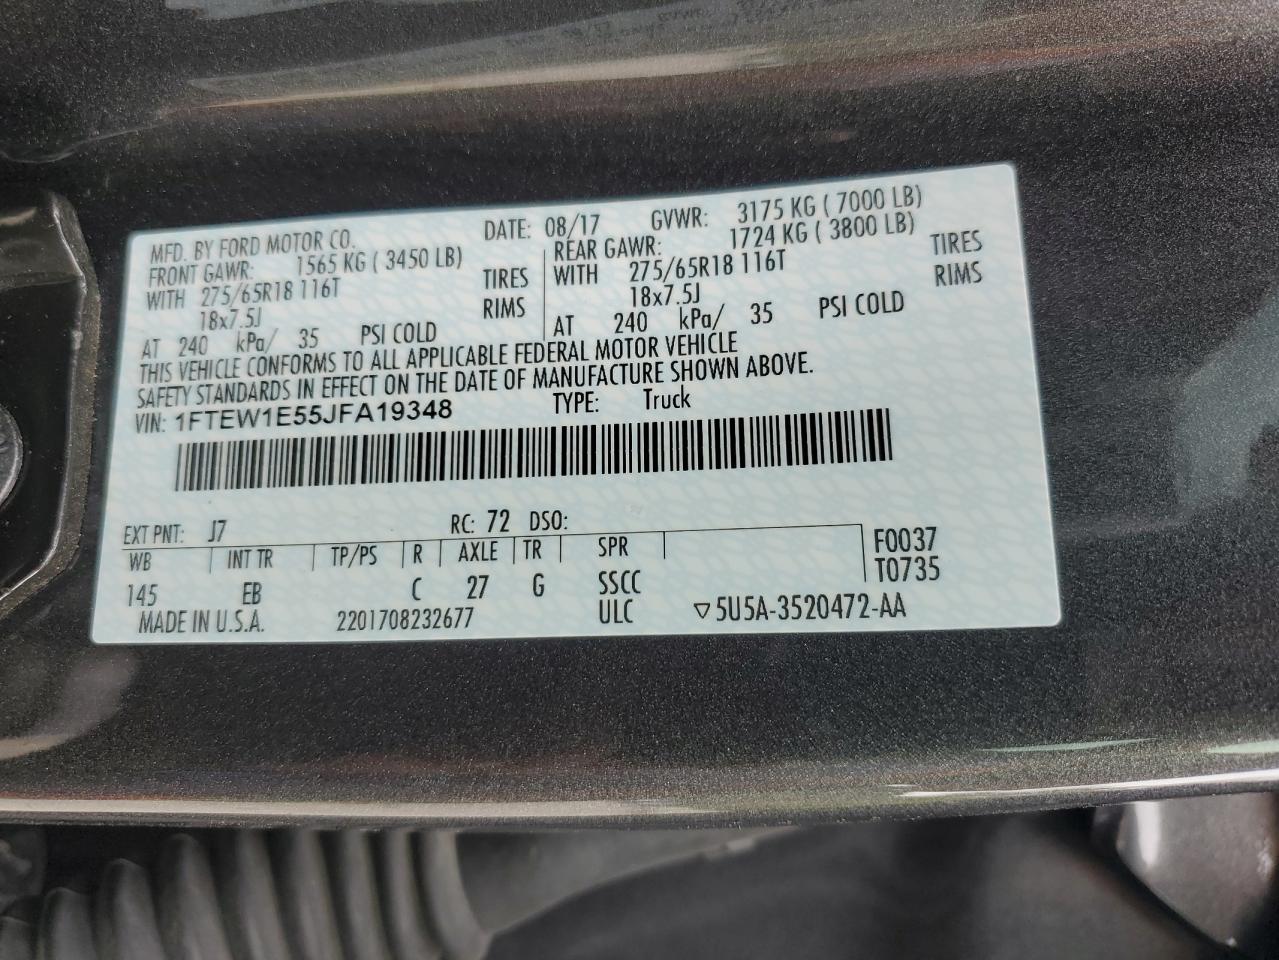 MFD. BY FORD MOTOR CO. DATE: 08/17 GVWR: 3175 KG ( 7000 LB)
FRONT GAWR: 1565 KG ( 3450 LB)
WITH 275/65R18 116T TIRES
18x7.5J RIMS
AT 240 kPa/ 35 PSI COLD
REAR GAWR: 1724 KG ( 3800 LB)
WITH 275/65R18 116T TIRES
18x7.5J RIMS
AT 240 kPa/ 35 PSI COLD
THIS VEHICLE CONFORMS TO ALL APPLICABLE FEDERAL MOTOR VEHICLE
SAFETY STANDARDS IN EFFECT ON THE DATE OF MANUFACTURE SHOWN ABOVE.
VIN: 1FTEW1E55JFA19348 TYPE: Truck
EXT PNT: J7 RC: 72 DSO:
WB INT TR TP/PS R AXLE TR SPR F0037
145 EB C 27 G SSCC T0735
MADE IN U.S.A. 2201708232677 ULC ▽5U5A-3520472-AA